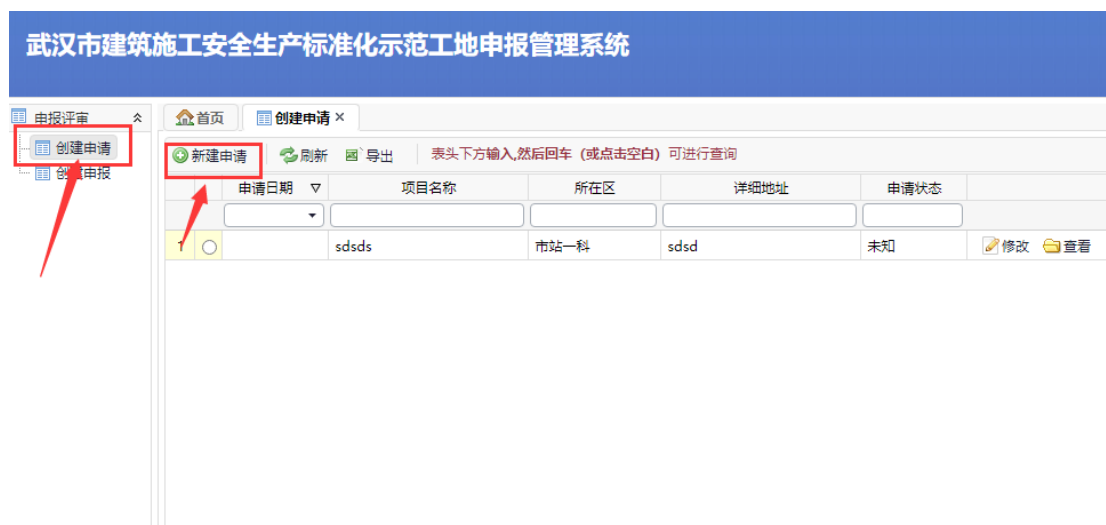 武汉市建筑施工安全生产标准化示范工地申报管理系统
申报评审
首页 创建申请 ×
创建申请
新建申请 刷新 导出 表头下方输入,然后回车（或点击空白）可进行查询
创建申报
申请日期 项目名称 所在区 详细地址 申请状态
1 sdsds 市站一科 sdsd 未知 修改 查看